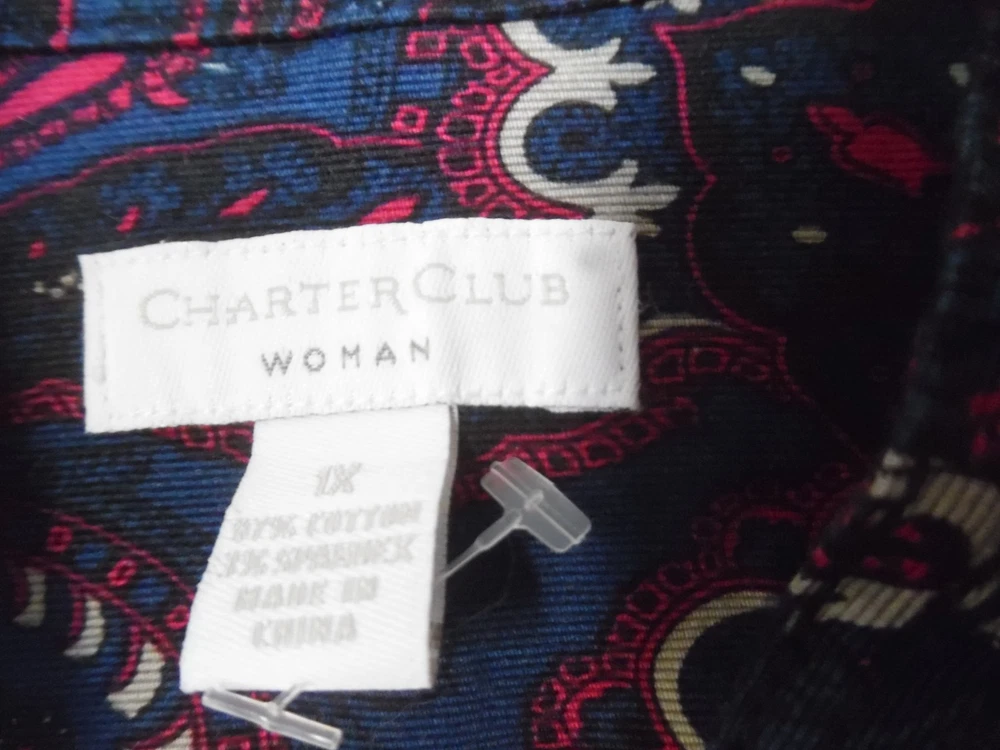 CHARTER CLUB
WOMAN
1X
97% COTTON
3% SPANDEX
MADE IN
CHINA